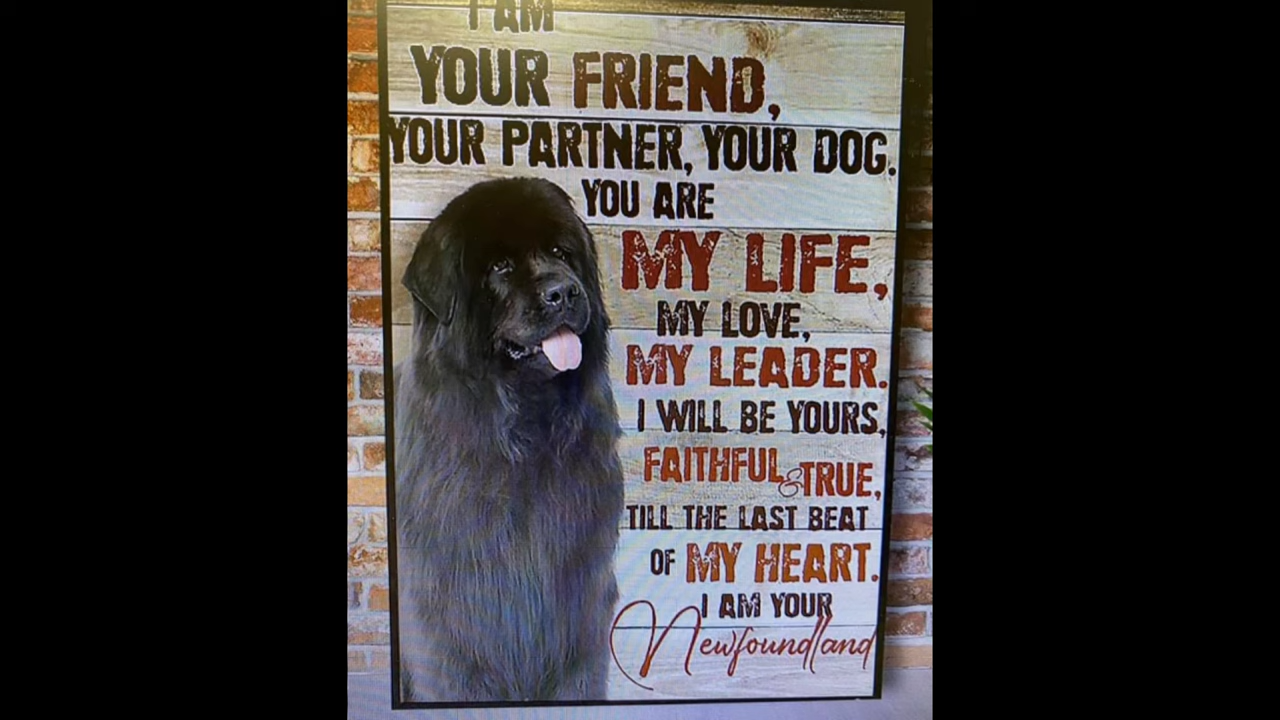 I AM
YOUR FRIEND,
YOUR PARTNER, YOUR DOG.
YOU ARE
MY LIFE,
MY LOVE,
MY LEADER.
I WILL BE YOURS,
FAITHFUL & TRUE,
TILL THE LAST BEAT
OF MY HEART.
I AM YOUR
Newfoundland